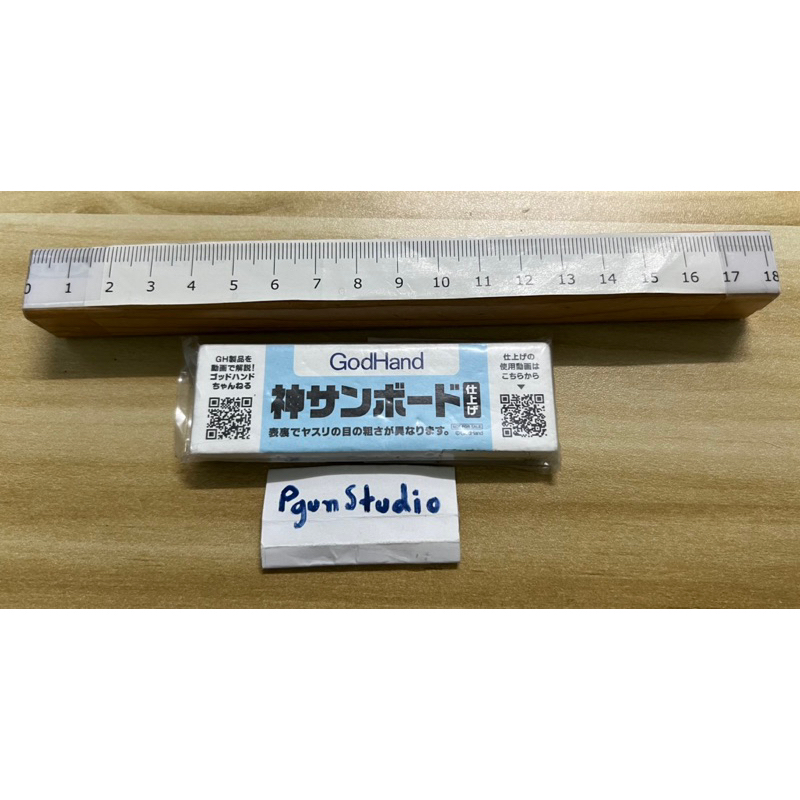 0 1 2 3 4 5 6 7 8 9 10 11 12 13 14 15 16 17 18
GH製品を
動画で解説!
ゴッドハンド
ちゃんねる
GodHand
神サンボード
仕上げ
表裏でヤスリの目の粗さが異なります。
仕上げの
使用動画は
こちらから
▼
PgunStudio